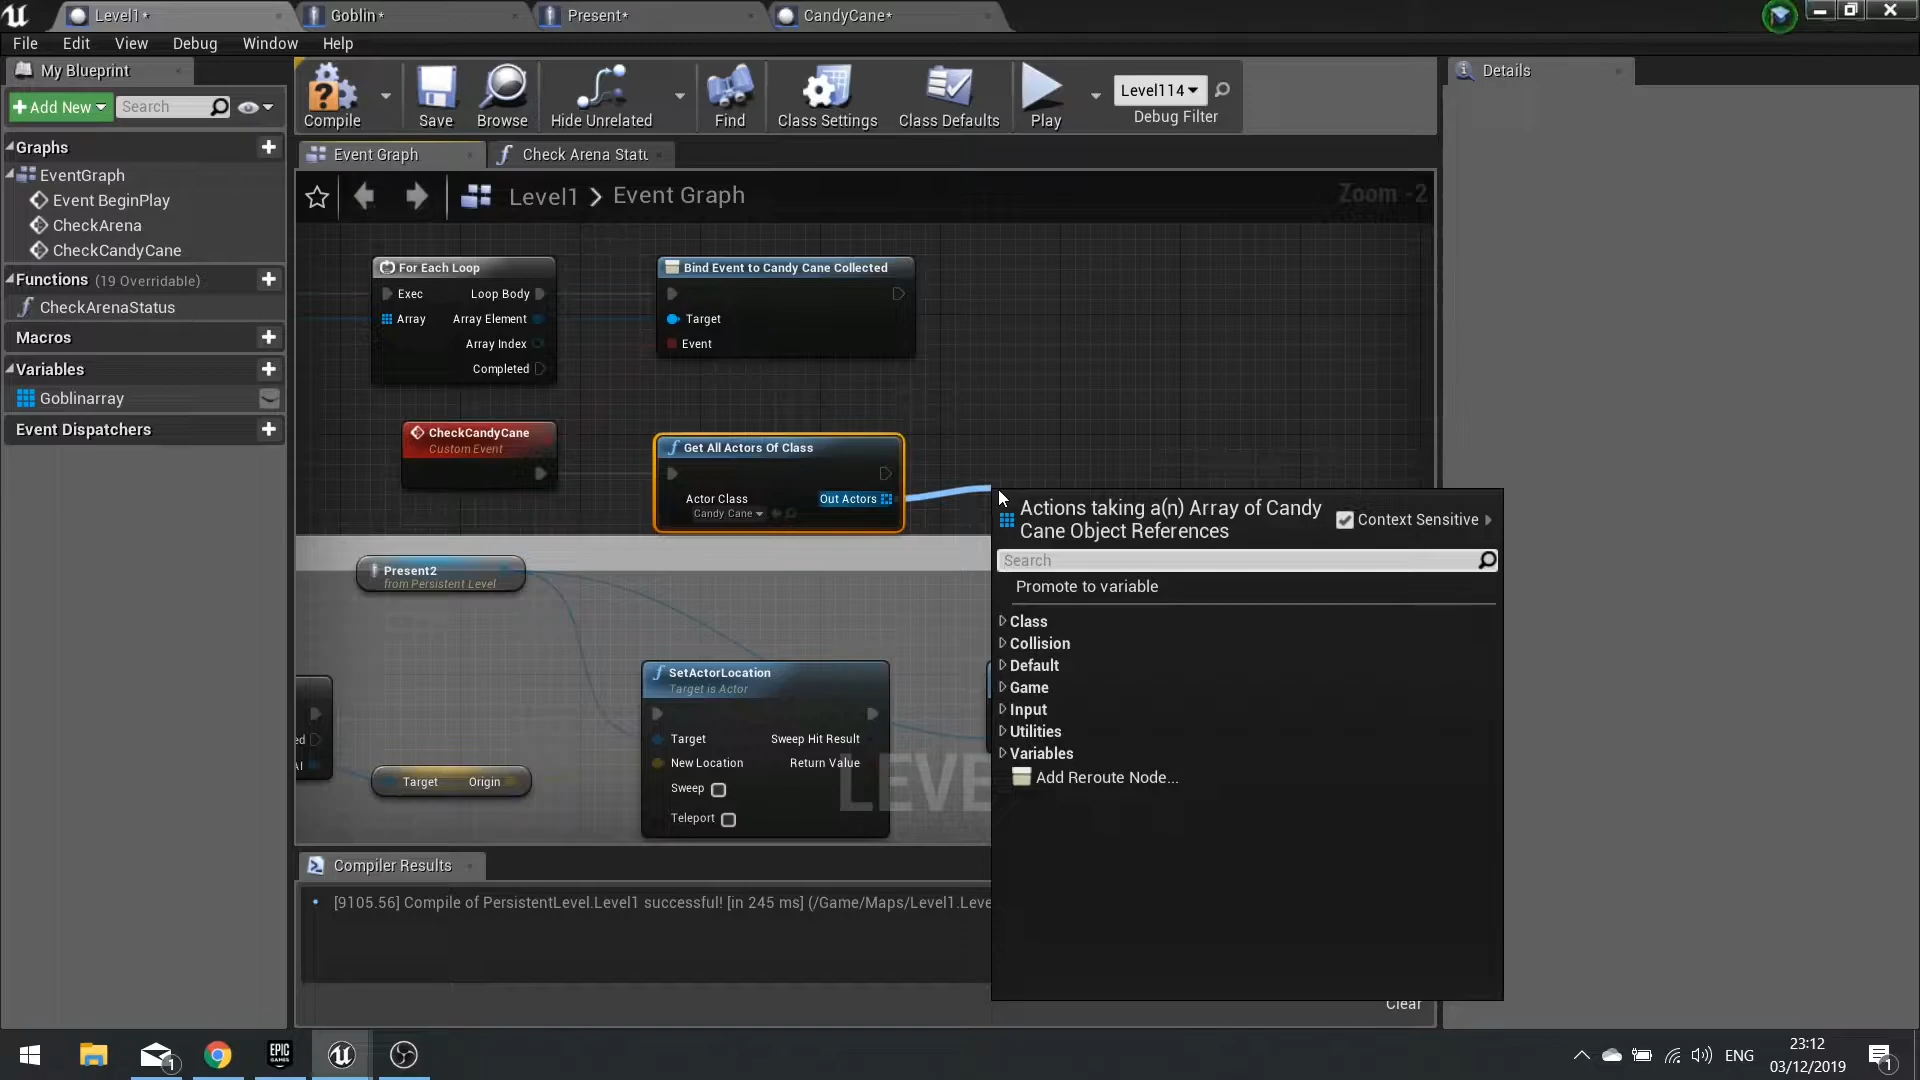 Level1*
Goblin*
Present*
CandyCane*
File Edit View Debug Window Help
My Blueprint
Add New
Search
Graphs
EventGraph
Event BeginPlay
CheckArena
CheckCandyCane
Functions (19 Overridable)
CheckArenaStatus
Macros
Variables
Goblinarray
Event Dispatchers
Compile
Save
Browse
Hide Unrelated
Find
Class Settings
Class Defaults
Play
Level114
Debug Filter
Details
Event Graph
Check Arena Statu
Level1 > Event Graph
Zoom -2
For Each Loop
Exec Loop Body
Array Array Element
Array Index
Completed
Bind Event to Candy Cane Collected
Target
Event
CheckCandyCane
Custom Event
Get All Actors Of Class
Actor Class Out Actors
Candy Cane
Present2
from Persistent Level
SetActorLocation
Target is Actor
Target Sweep Hit Result
New Location Return Value
Sweep
Teleport
Target Origin
LEVE
Actions taking a(n) Array of Candy
Cane Object References
Context Sensitive
Search
Promote to variable
Class
Collision
Default
Game
Input
Utilities
Variables
Add Reroute Node...
Compiler Results
[9105.56] Compile of PersistentLevel.Level1 successful! [in 245 ms] (/Game/Maps/Level1.Leve
Clear
EPIC
GAMES
1
ENG
23:12
03/12/2019
1